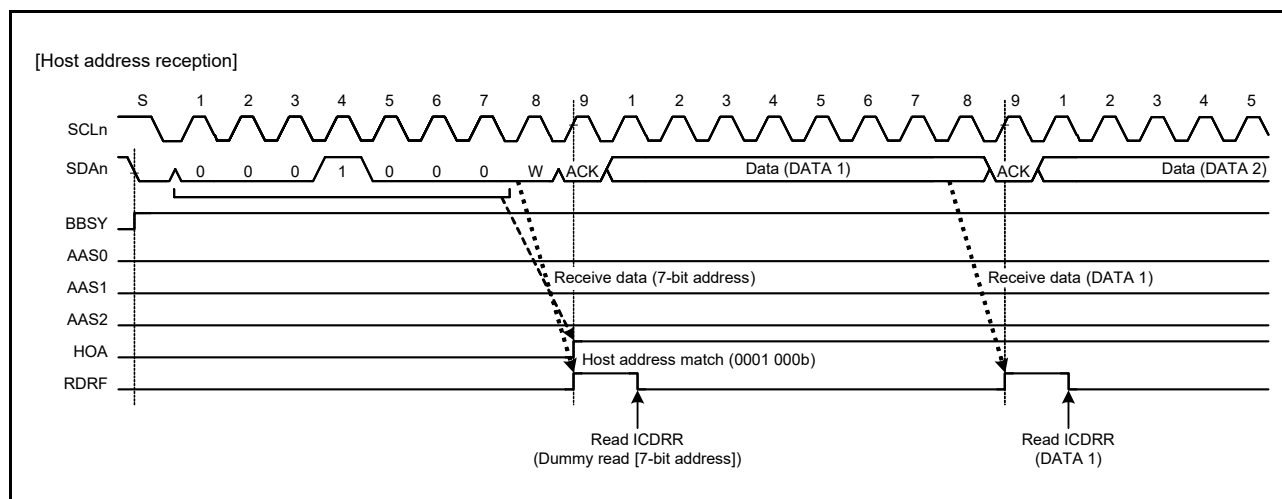 [Host address reception]
S 1 2 3 4 5 6 7 8 9 1 2 3 4 5 6 7 8 9 1 2 3 4 5
SCLn
SDAn 0 0 0 1 0 0 0 W ACK Data (DATA 1) ACK Data (DATA 2)
BBSY
AAS0
AAS1 Receive data (7-bit address) Receive data (DATA 1)
AAS2
HOA Host address match (0001 000b)
RDRF
Read ICDRR Read ICDRR
(Dummy read [7-bit address]) (DATA 1)